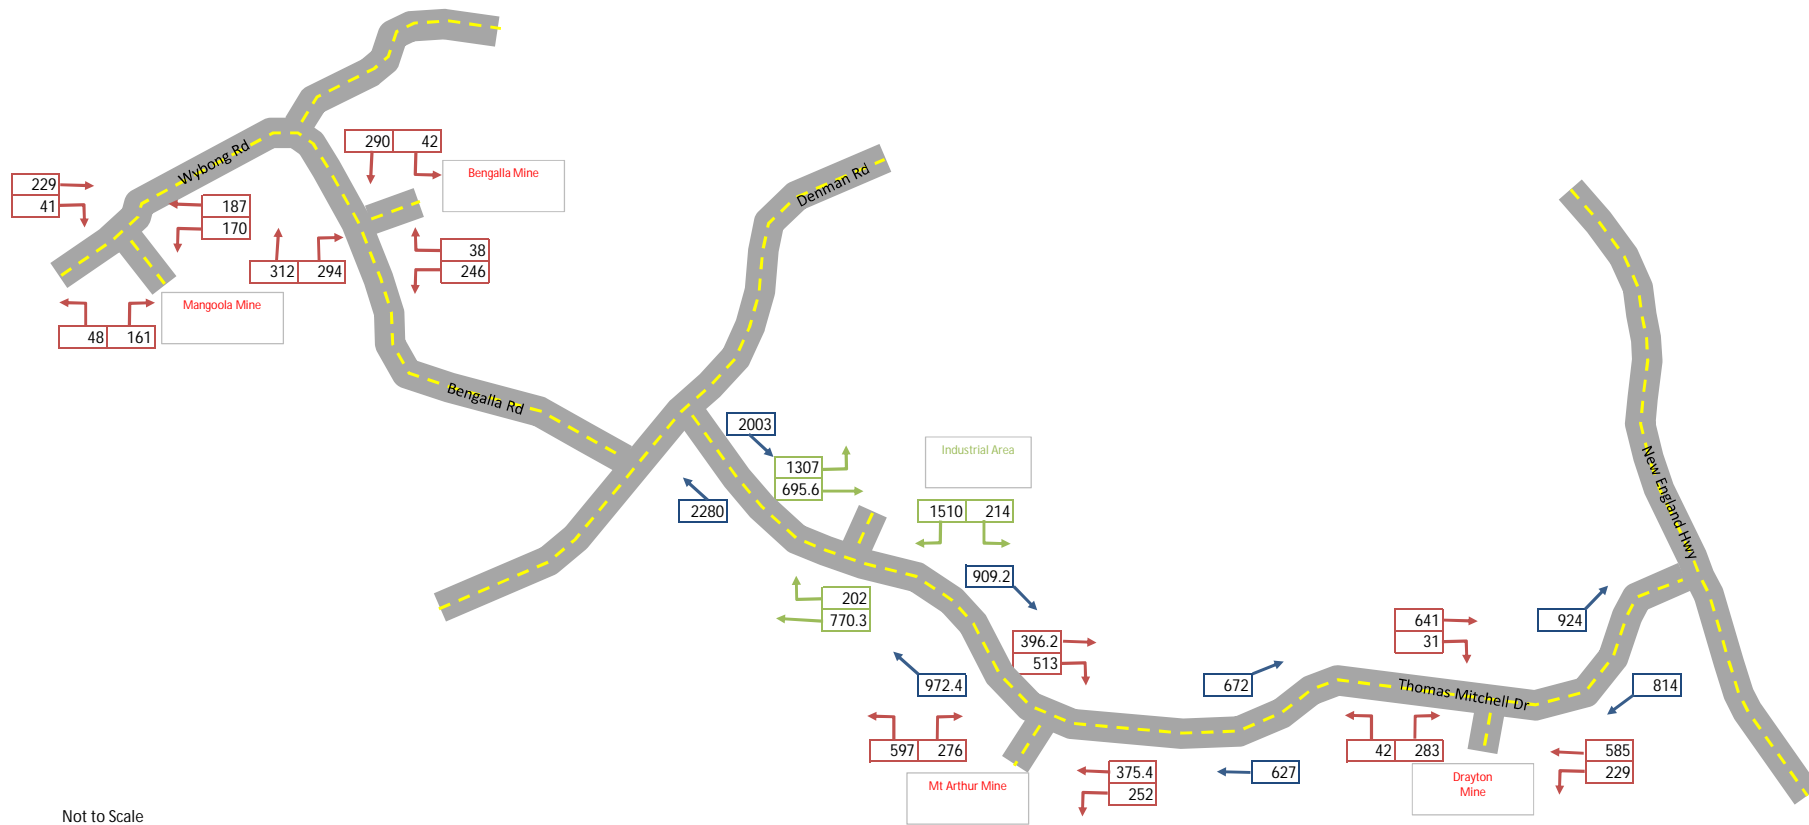 Wybong Rd
290 42
Bengalla Mine
229
41
187
170
Denman Rd
312 294
38
246
Mangoola Mine
48 161
Bengalla Rd
2003
1307
695.6
Industrial Area
2280
1510 214
New England Hwy
909.2
202
770.3
396.2
513
641
31
924
972.4
672
Thomas Mitchell Dr
814
597 276
42 283
585
229
375.4
252
627
Mt Arthur Mine
Drayton
Mine
Not to Scale